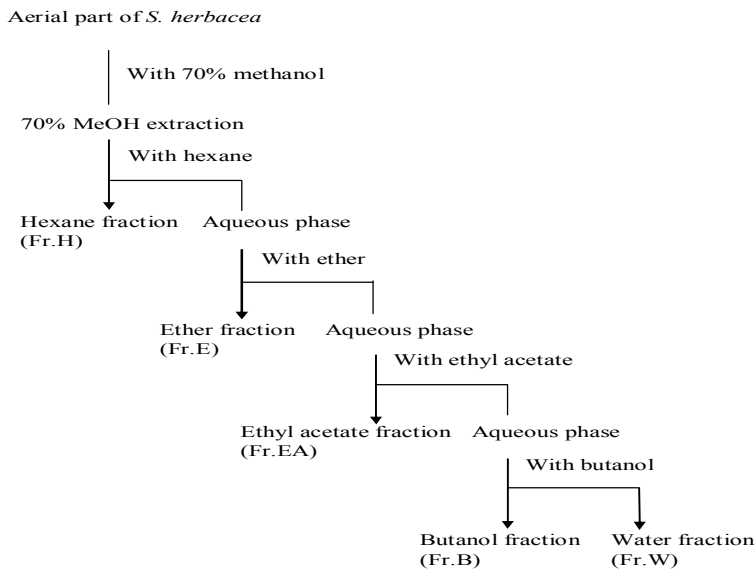 Aerial part of S. herbacea
With 70% methanol
70% MeOH extraction
With hexane
Hexane fraction
(Fr.H)
Aqueous phase
With ether
Ether fraction
(Fr.E)
Aqueous phase
With ethyl acetate
Ethyl acetate fraction
(Fr.EA)
Aqueous phase
With butanol
Butanol fraction
(Fr.B)
Water fraction
(Fr.W)